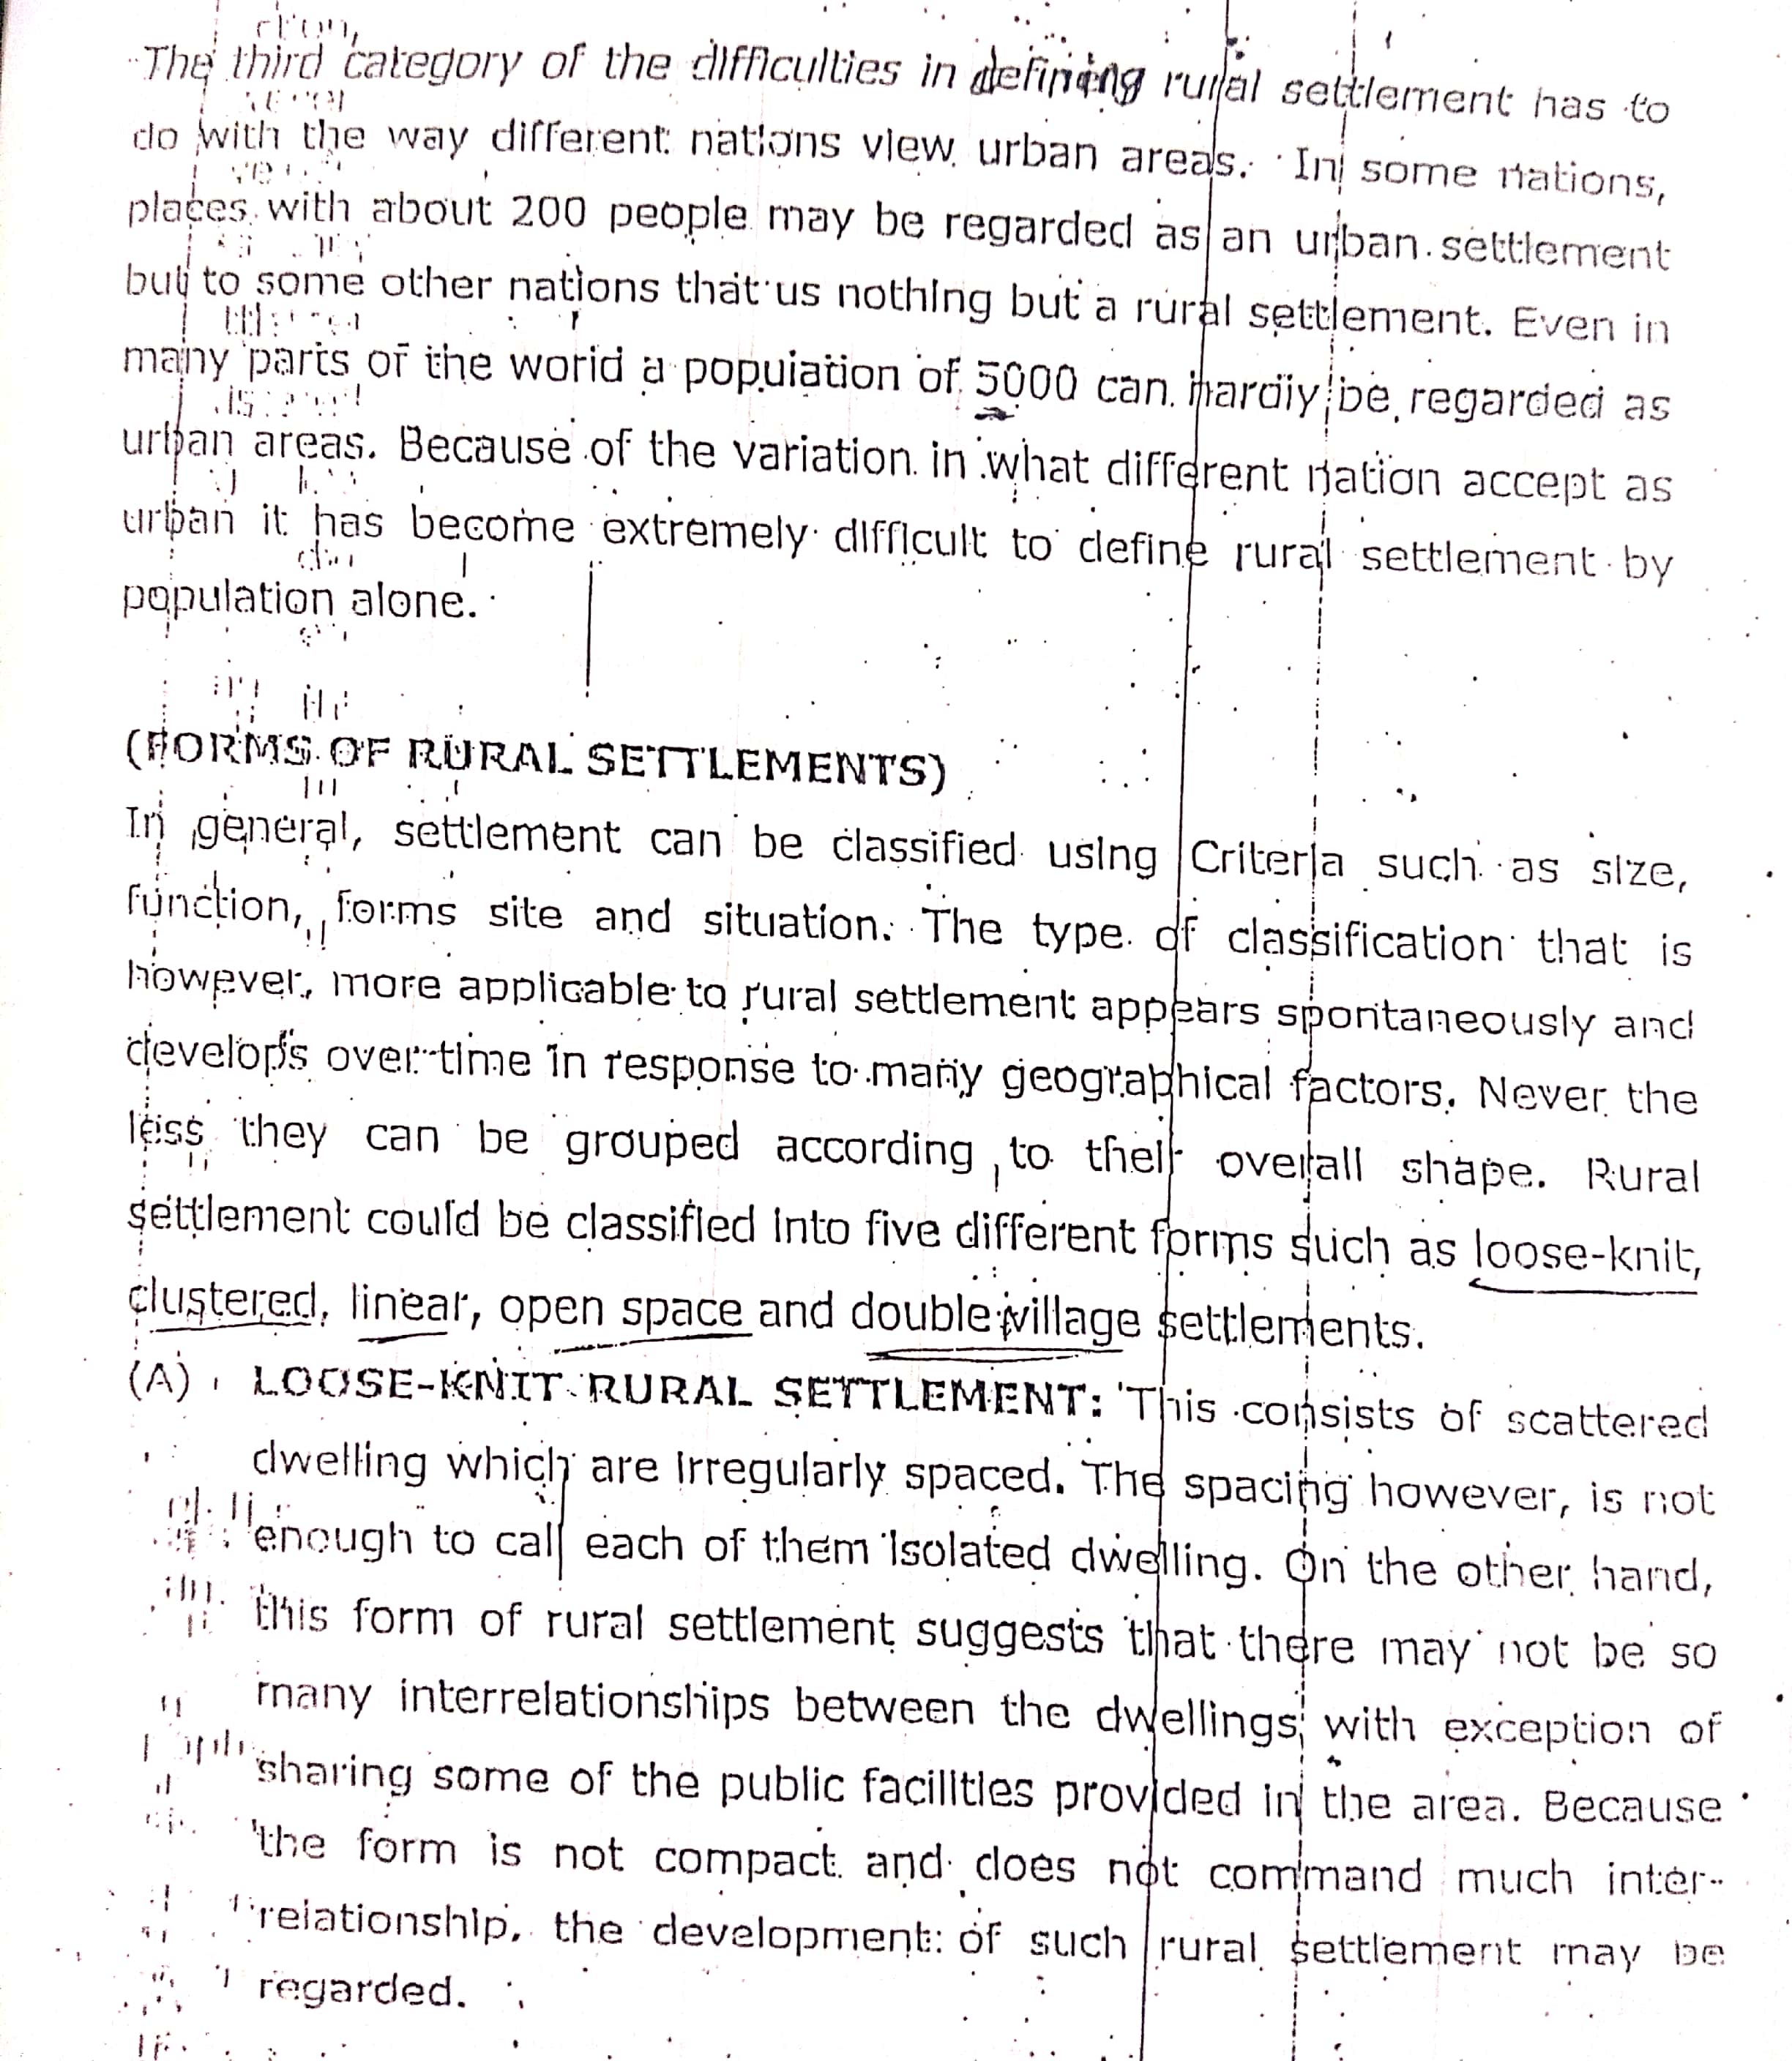 The third category of the difficulties in defining rural settlement has to
do with the way different nations view urban areas. In some nations,
places with about 200 people may be regarded as an urban settlement
but to some other nations that us nothing but a rural settlement. Even in
many parts of the world a population of 5000 can hardly be regarded as
urban areas. Because of the variation in what different nation accept as
urban it has become extremely difficult to define rural settlement by
population alone.
(FORMS OF RURAL SETTLEMENTS)
In general, settlement can be classified using Criteria such as size,
function, forms site and situation. The type of classification that is
however, more applicable to rural settlement appears spontaneously and
develops over time in response to many geographical factors. Never the
less they can be grouped according to their overall shape. Rural
settlement could be classified into five different forms such as loose-knit,
clustered, linear, open space and double village settlements.
(A) LOOSE-KNIT RURAL SETTLEMENT: This consists of scattered
dwelling which are irregularly spaced. The spacing however, is not
enough to call each of them isolated dwelling. On the other hand,
this form of rural settlement suggests that there may not be so
many interrelationships between the dwellings with exception of
sharing some of the public facilities provided in the area. Because
the form is not compact and does not command much inter-
relationship, the development of such rural settlement may be
regarded.